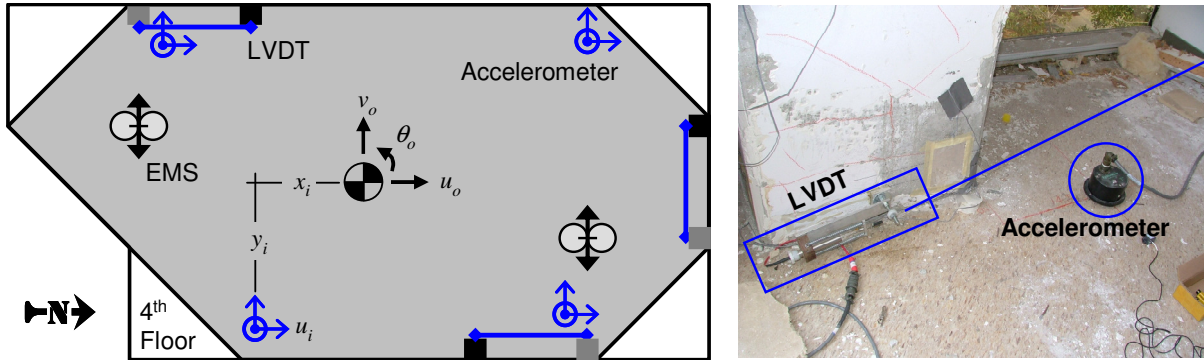 LVDT
Accelerometer
v_o
θ_o
EMS
x_i
u_o
y_i
N
4th
Floor
u_i
LVDT
Accelerometer